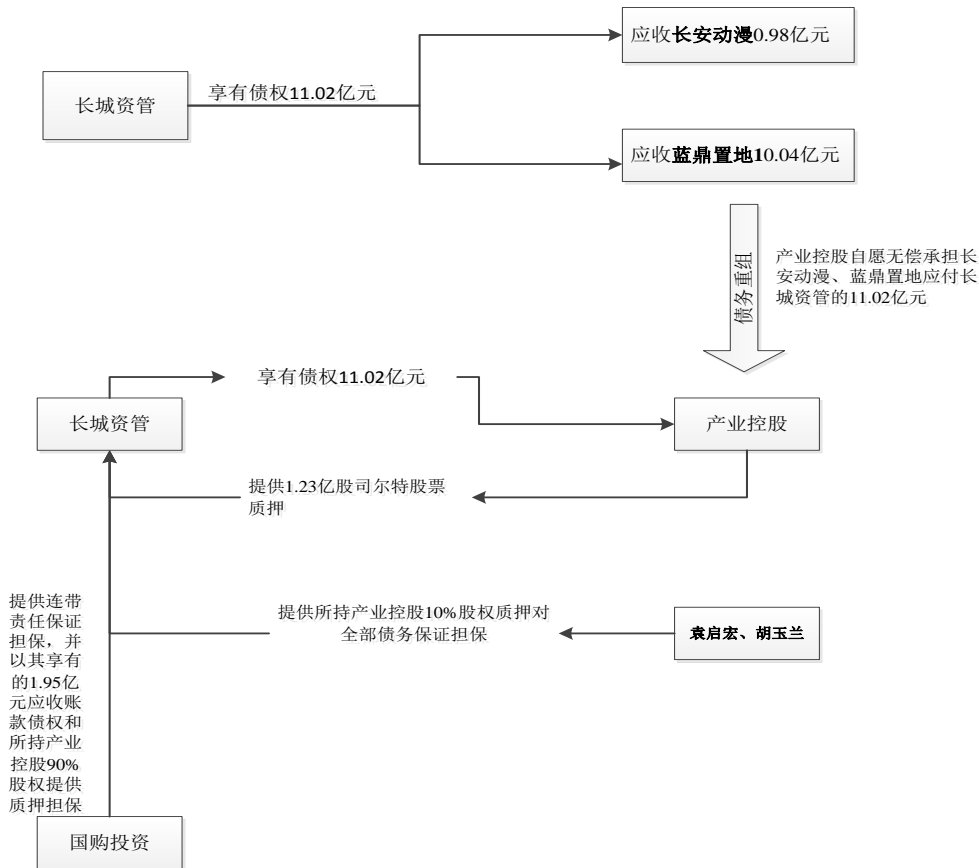 应收长安动漫0.98亿元
长城资管
享有债权11.02亿元
应收蓝鼎置地10.04亿元
债务重组
产业控股自愿无偿承担长
安动漫、蓝鼎置地应付长
城资管的11.02亿元
享有债权11.02亿元
长城资管
产业控股
提供1.23亿股司尔特股票
质押
提供所持产业控股10%股权质押对
全部债务保证担保
袁启宏、胡玉兰
提供连带
责任保证
担保，并
以其享有
的1.95亿
元应收账
款债权和
所持产业
控股90%
股权提供
质押担保
国购投资